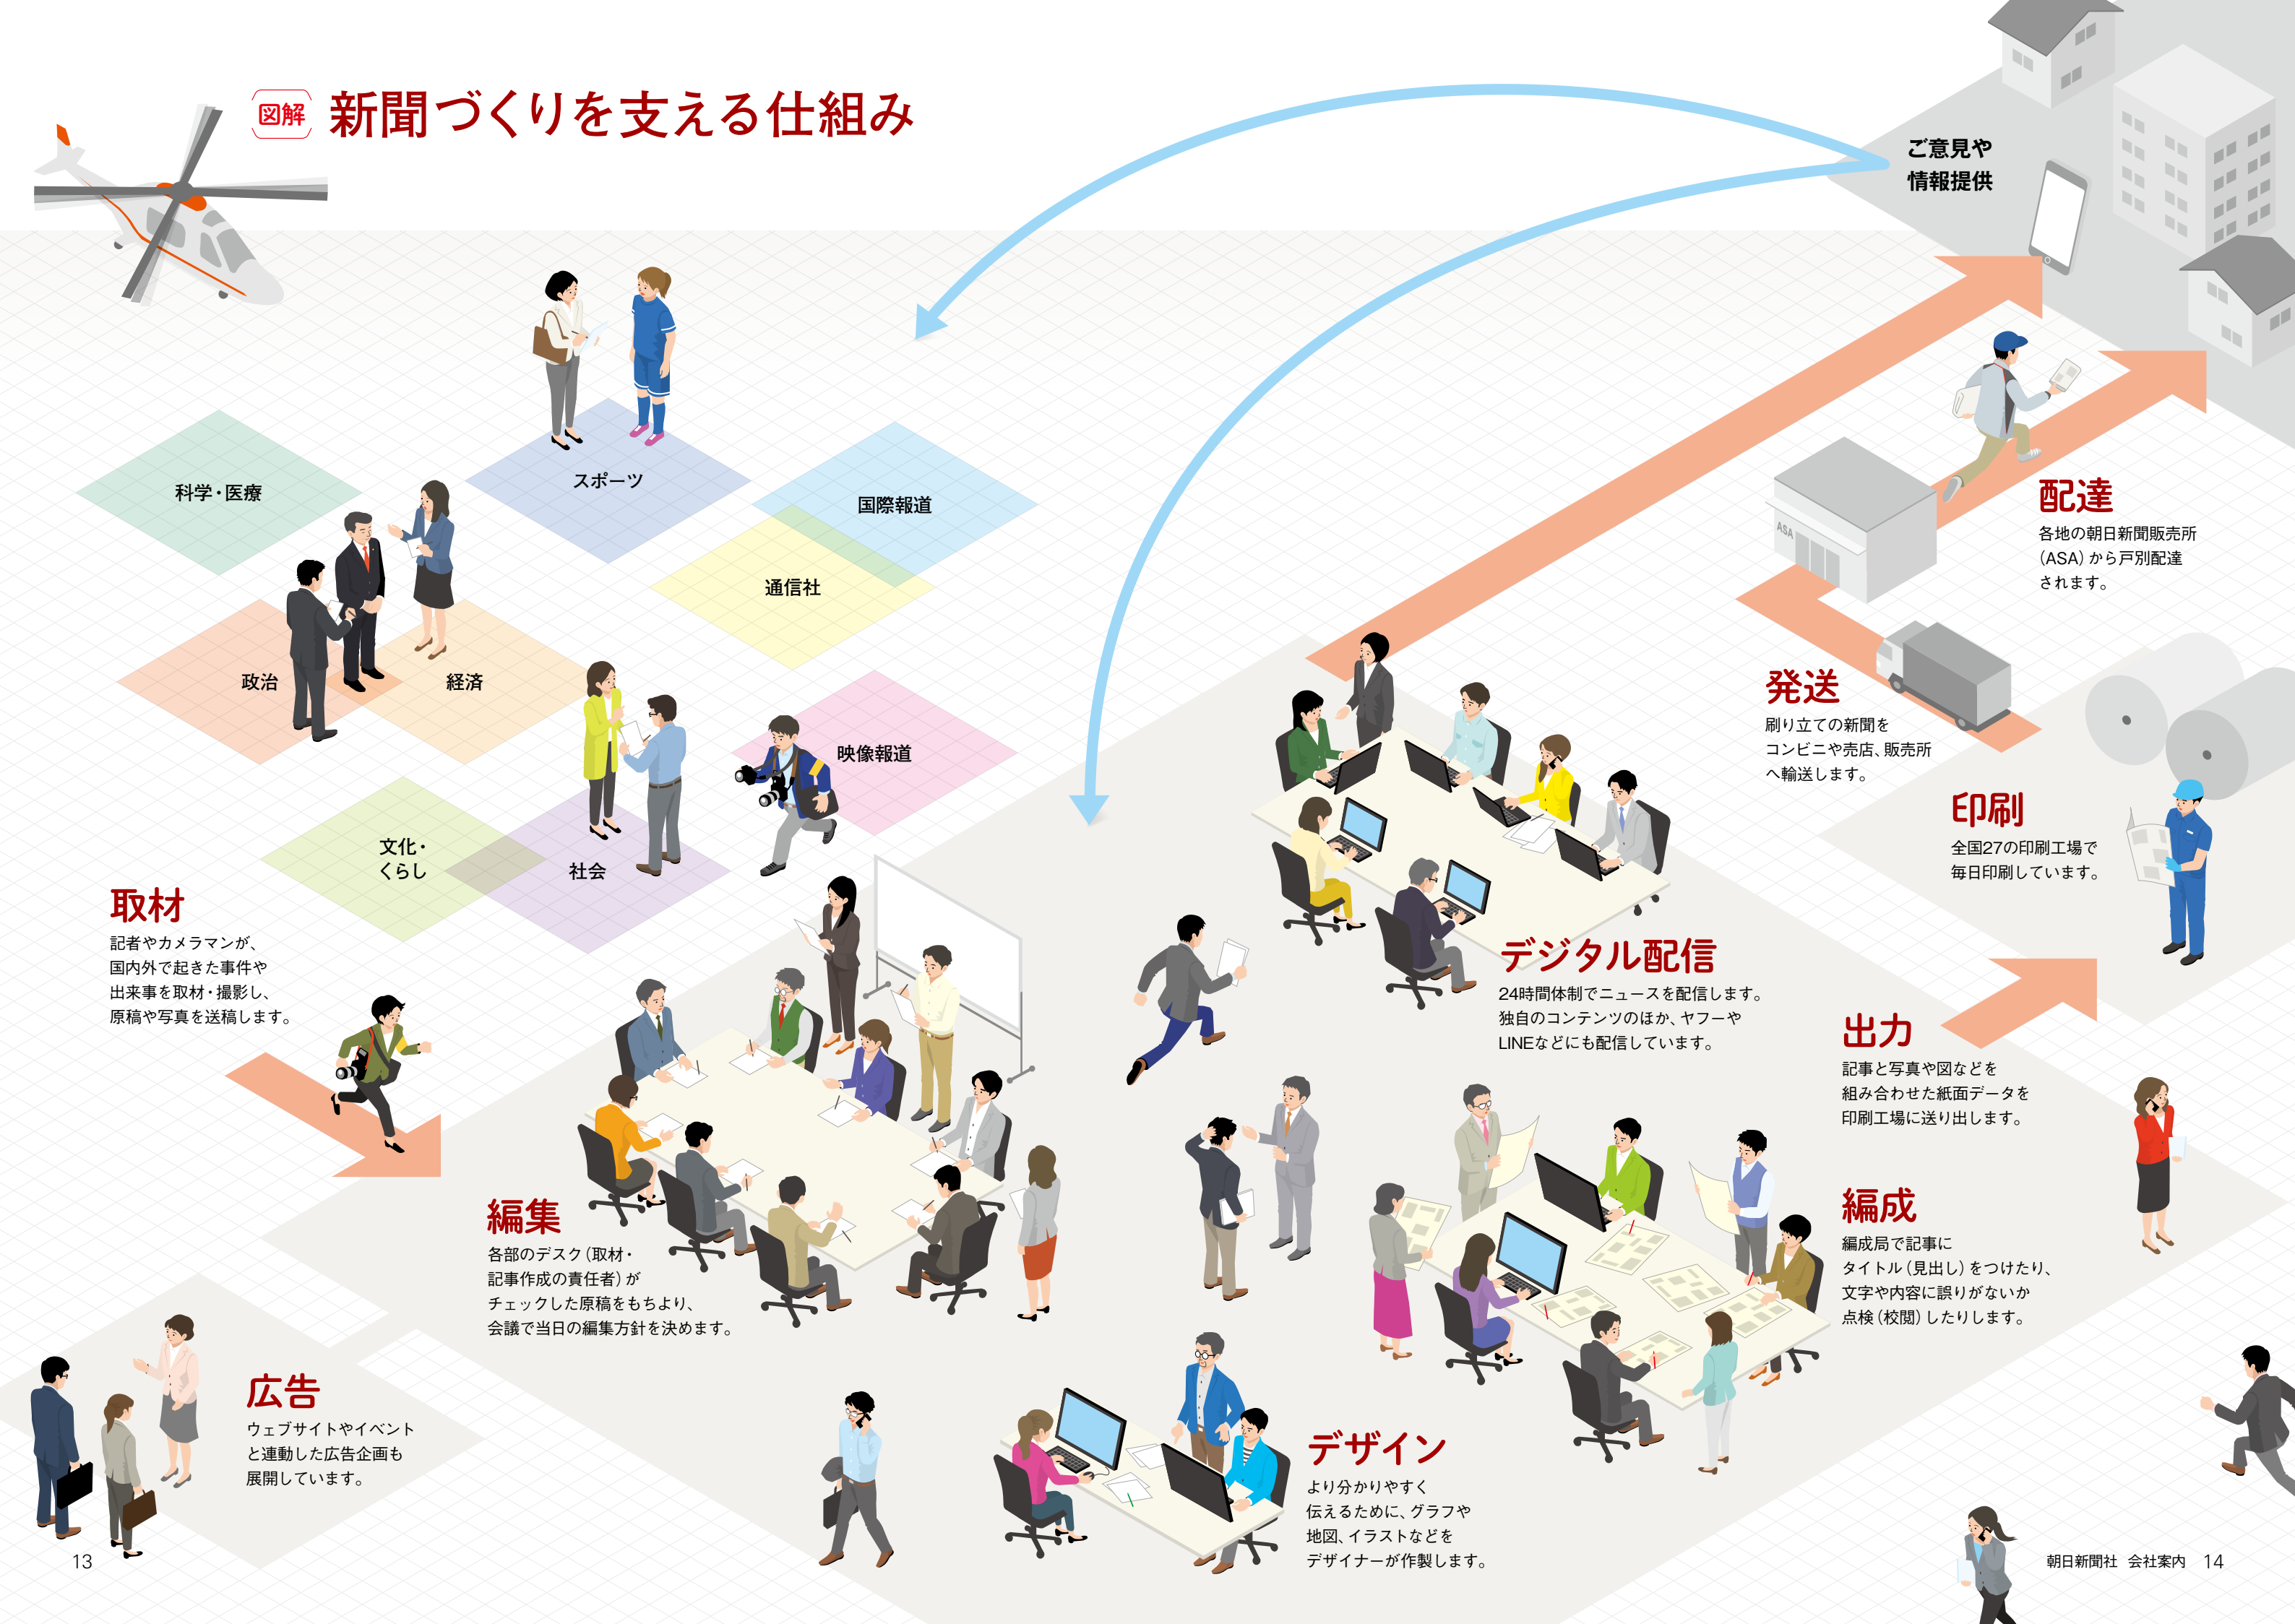 図解 新聞づくりを支える仕組み
ご意見や
情報提供
科学・医療
スポーツ
国際報道
通信社
政治
経済
映像報道
文化・
くらし
社会
取材
記者やカメラマンが、
国内外で起きた事件や
出来事を取材・撮影し、
原稿や写真を送稿します。
編集
各部のデスク（取材・
記事作成の責任者）が
チェックした原稿をもちより、
会議で当日の編集方針を決めます。
広告
ウェブサイトやイベント
と連動した広告企画も
展開しています。
デザイン
より分かりやすく
伝えるために、グラフや
地図、イラストなどを
デザイナーが作製します。
編成
編成局で記事に
タイトル（見出し）をつけたり、
文字や内容に誤りがないか
点検（校閲）したりします。
出力
記事と写真や図などを
組み合わせた紙面データを
印刷工場に送り出します。
デジタル配信
24時間体制でニュースを配信します。
独自のコンテンツのほか、ヤフーや
LINEなどにも配信しています。
印刷
全国27の印刷工場で
毎日印刷しています。
発送
刷り立ての新聞を
コンビニや売店、販売所
へ輸送します。
ASA
配達
各地の朝日新聞販売所
（ASA）から戸別配達
されます。
13
朝日新聞社 会社案内 14